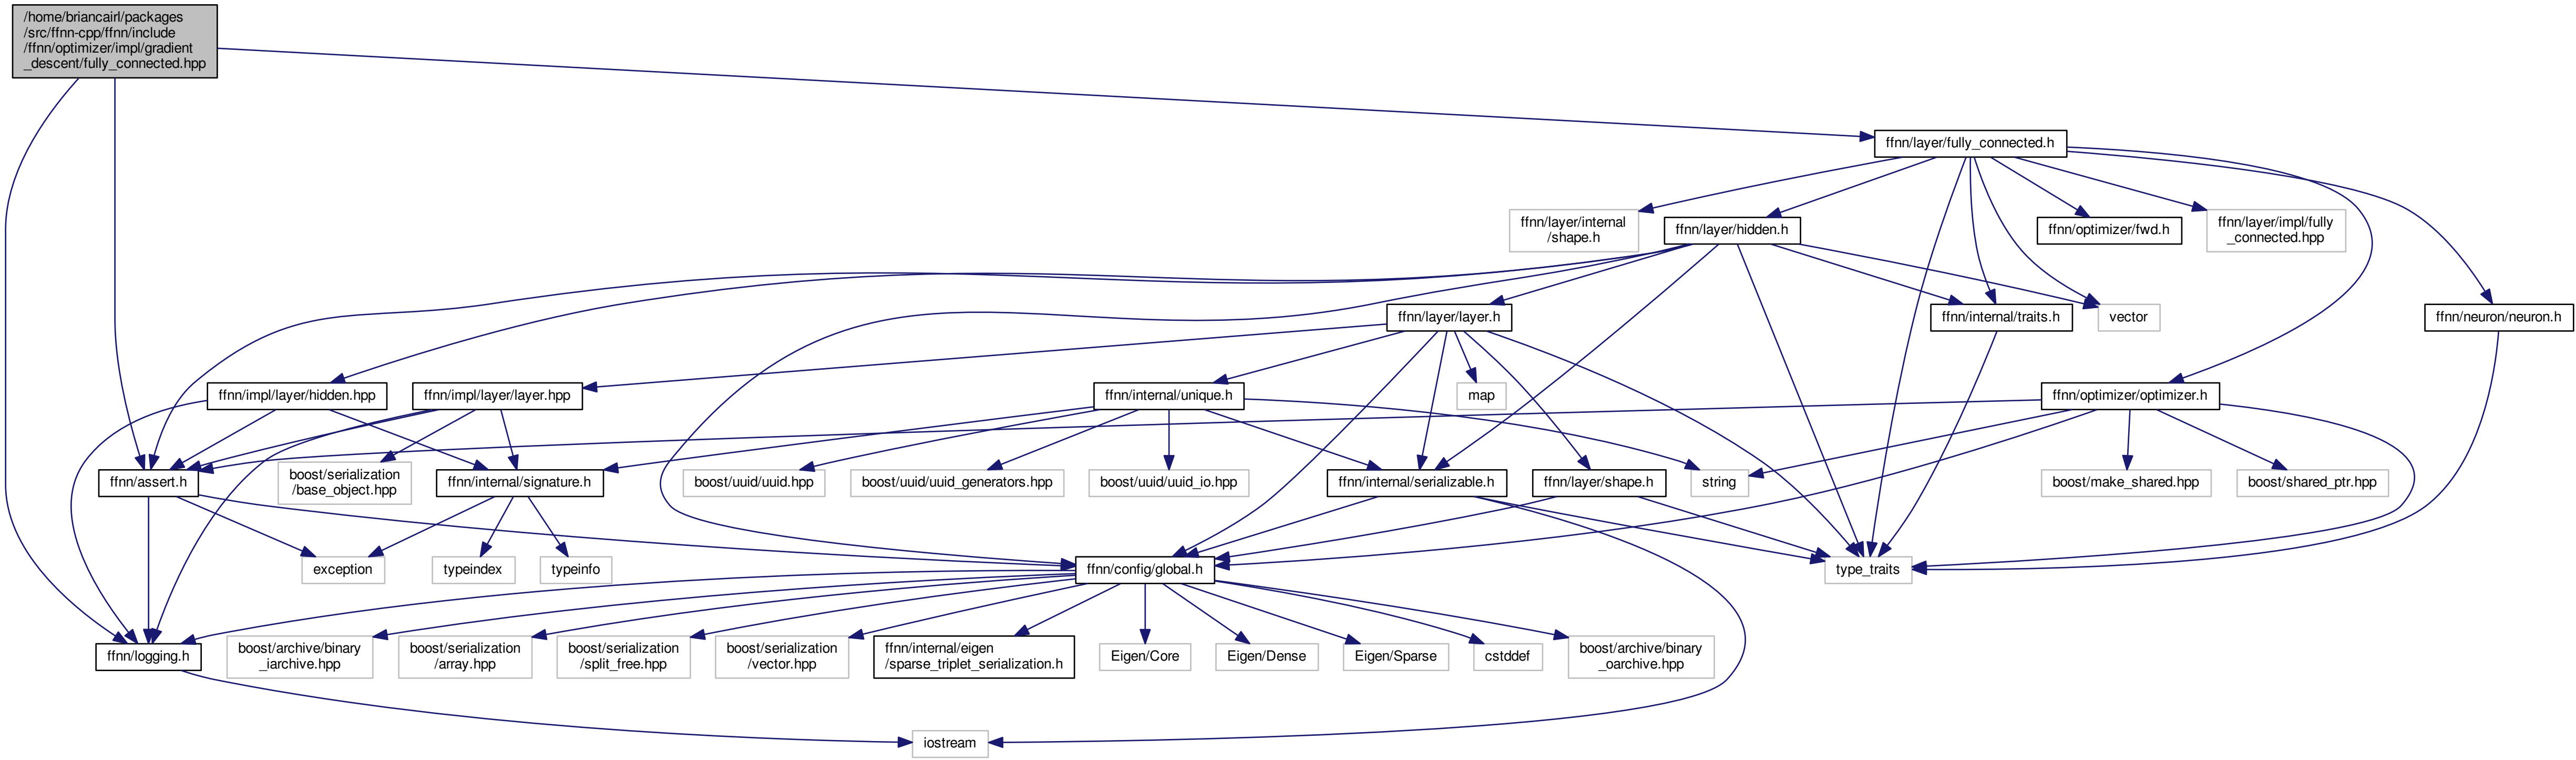 /home/briancairl/packages
/src/ffnn-cpp/ffnn/include
/ffnn/optimizer/impl/gradient
_descent/fully_connected.hpp
ffnn/layer/fully_connected.h
ffnn/layer/internal
/shape.h
ffnn/layer/hidden.h
ffnn/optimizer/fwd.h
ffnn/layer/impl/fully
_connected.hpp
ffnn/layer/layer.h
ffnn/internal/traits.h
vector
ffnn/neuron/neuron.h
ffnn/impl/layer/hidden.hpp
ffnn/impl/layer/layer.hpp
ffnn/internal/unique.h
map
ffnn/optimizer/optimizer.h
ffnn/assert.h
boost/serialization
/base_object.hpp
ffnn/internal/signature.h
boost/uuid/uuid.hpp
boost/uuid/uuid_generators.hpp
boost/uuid/uuid_io.hpp
ffnn/internal/serializable.h
ffnn/layer/shape.h
string
boost/make_shared.hpp
boost/shared_ptr.hpp
exception
typeindex
typeinfo
ffnn/config/global.h
type_traits
ffnn/logging.h
boost/archive/binary
_iarchive.hpp
boost/serialization
/array.hpp
boost/serialization
/split_free.hpp
boost/serialization
/vector.hpp
ffnn/internal/eigen
/sparse_triplet_serialization.h
Eigen/Core
Eigen/Dense
Eigen/Sparse
cstddef
boost/archive/binary
_oarchive.hpp
iostream